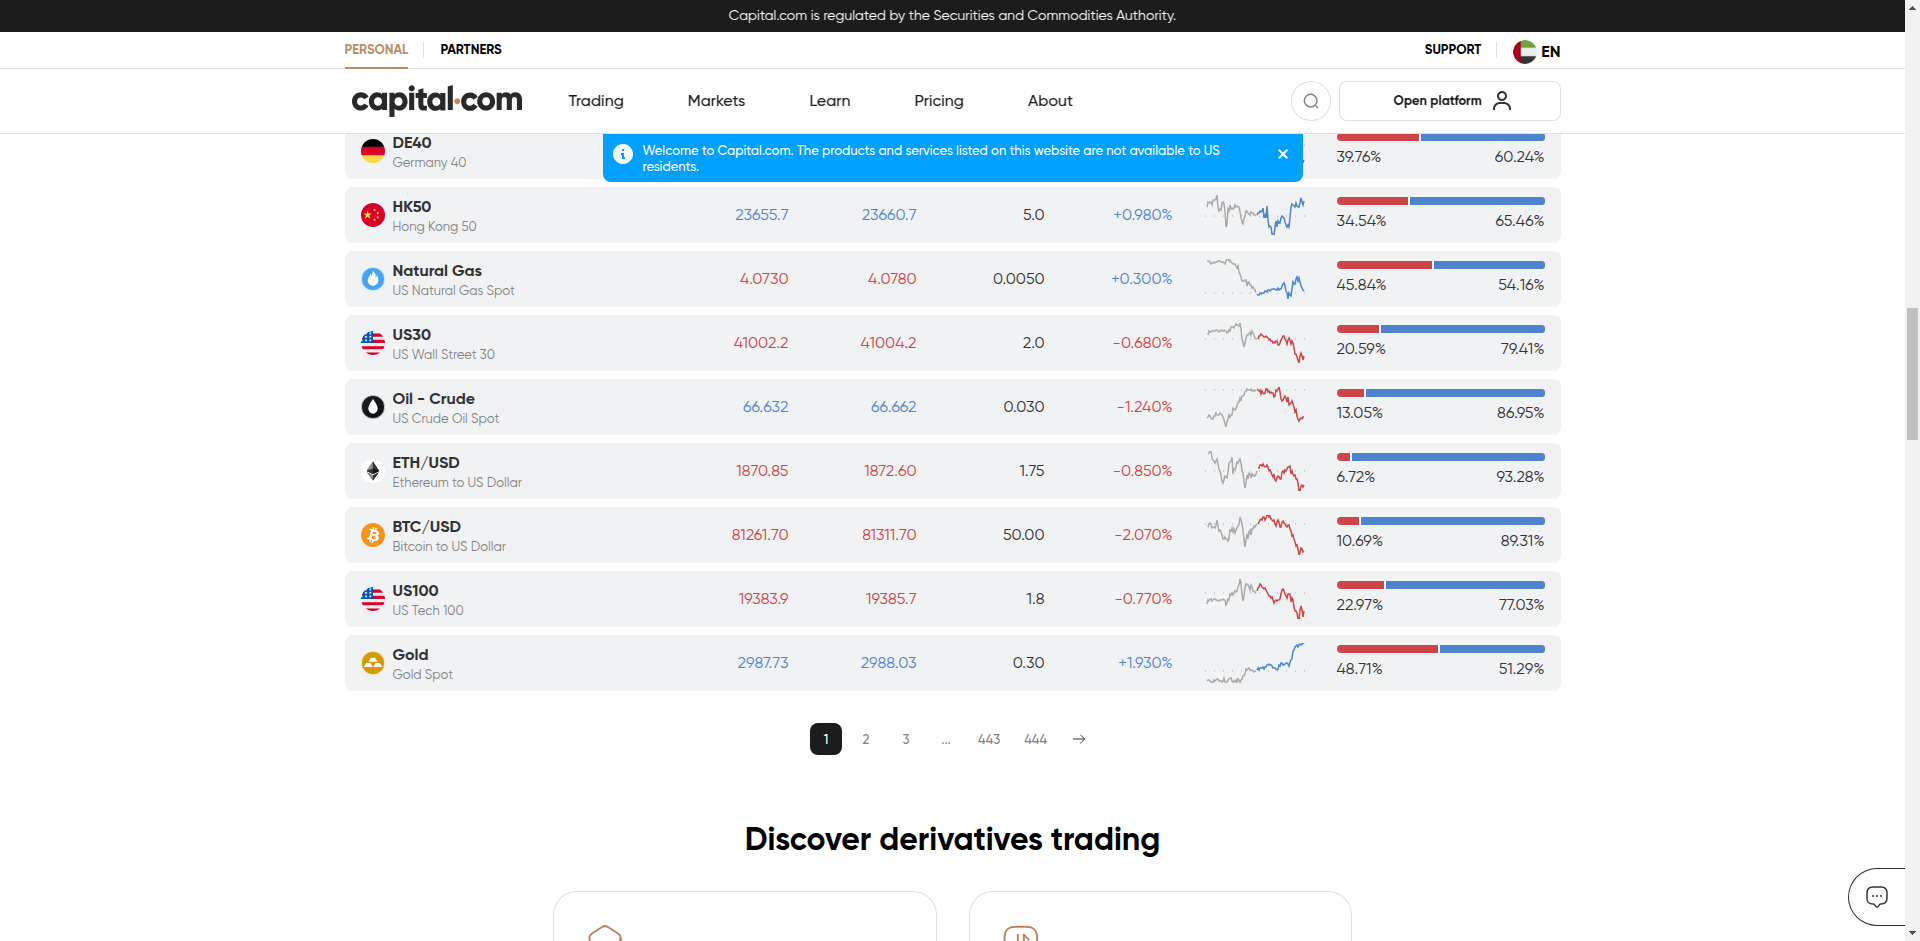 Capital.com is regulated by the Securities and Commodities Authority.
PERSONAL PARTNERS SUPPORT EN
capital.com Trading Markets Learn Pricing About Open platform
DE40
Germany 40
Welcome to Capital.com. The products and services listed on this website are not available to US
residents.
39.76% 60.24%
HK50
Hong Kong 50
23655.7 23660.7 5.0 +0.980% 34.54% 65.46%
Natural Gas
US Natural Gas Spot
4.0730 4.0780 0.0050 +0.300% 45.84% 54.16%
US30
US Wall Street 30
41002.2 41004.2 2.0 -0.680% 20.59% 79.41%
Oil - Crude
US Crude Oil Spot
66.632 66.662 0.030 -1.240% 13.05% 86.95%
ETH/USD
Ethereum to US Dollar
1870.85 1872.60 1.75 -0.850% 6.72% 93.28%
BTC/USD
Bitcoin to US Dollar
81261.70 81311.70 50.00 -2.070% 10.69% 89.31%
US100
US Tech 100
19383.9 19385.7 1.8 -0.770% 22.97% 77.03%
Gold
Gold Spot
2987.73 2988.03 0.30 +1.930% 48.71% 51.29%
1 2 3 ... 443 444
Discover derivatives trading